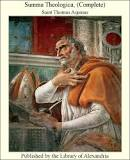 Summa Theologica, (Complete)
Saint Thomas Aquinas
Published by the Library of Alexandria